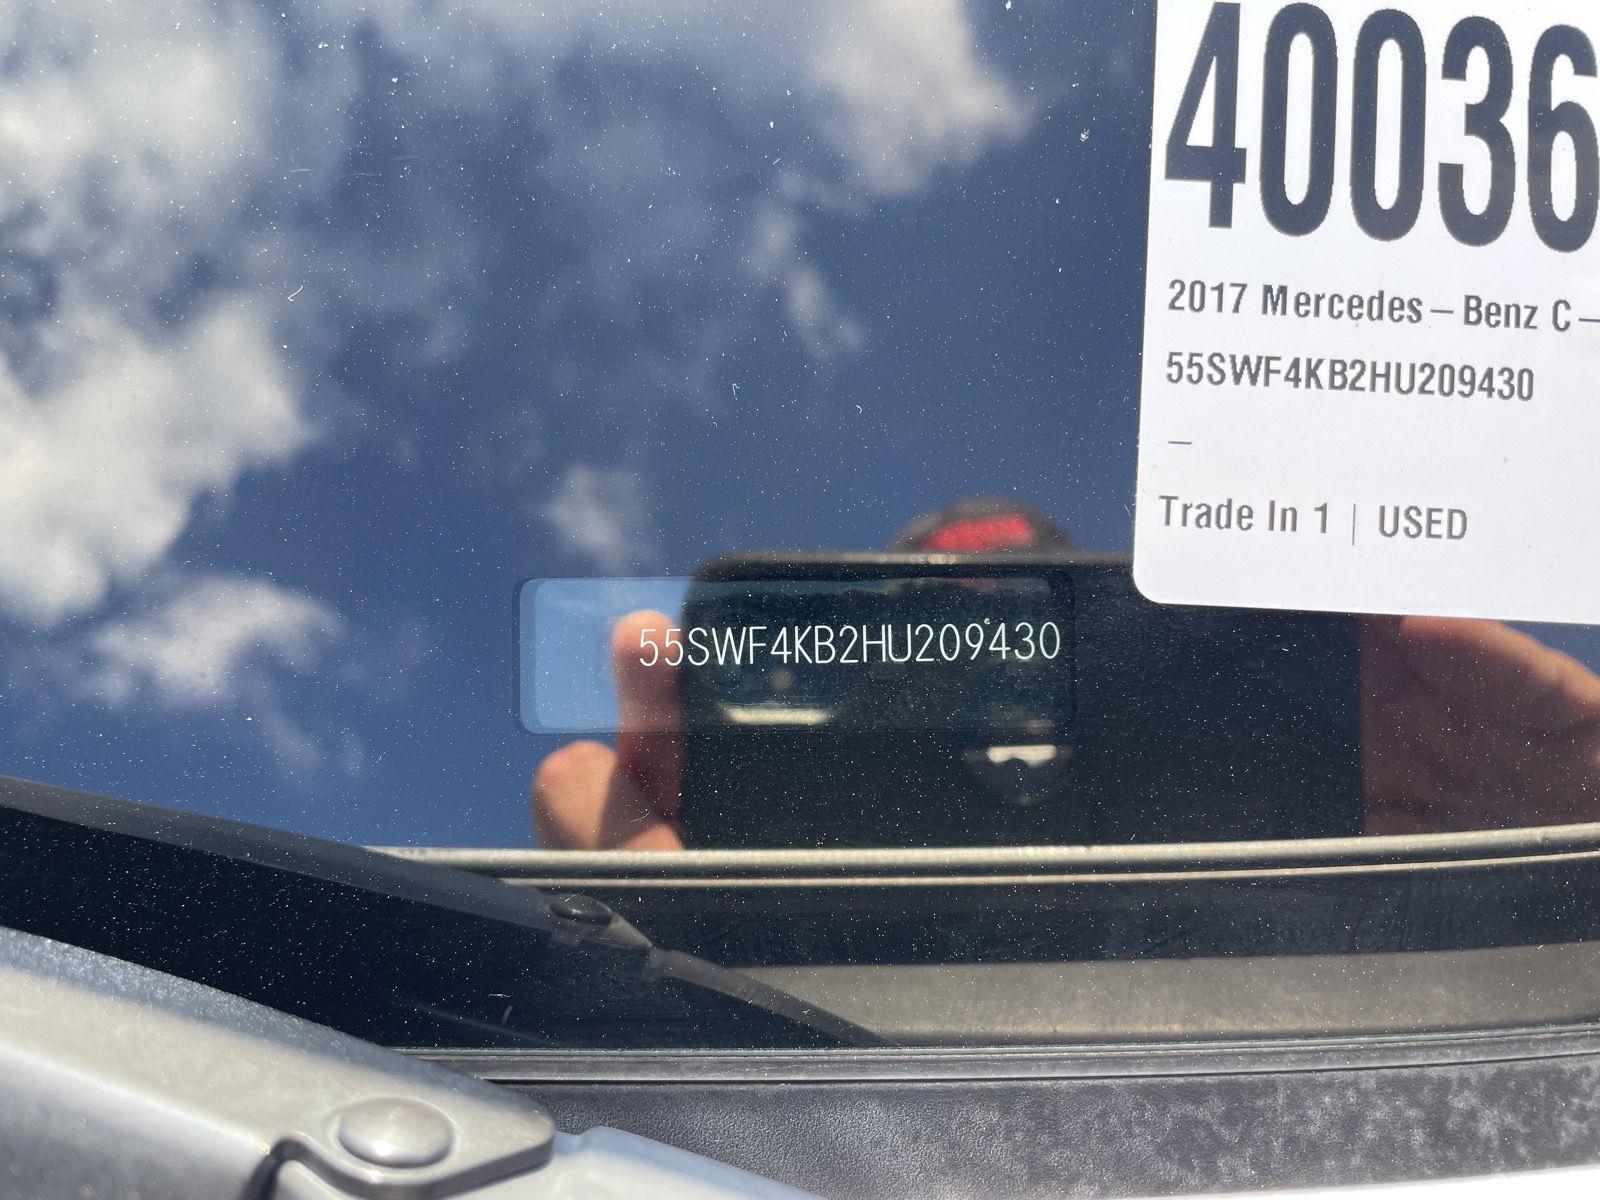 40036
2017 Mercedes-Benz C-
55SWF4KB2HU209430
-
Trade In 1 | USED
55SWF4KB2HU209430